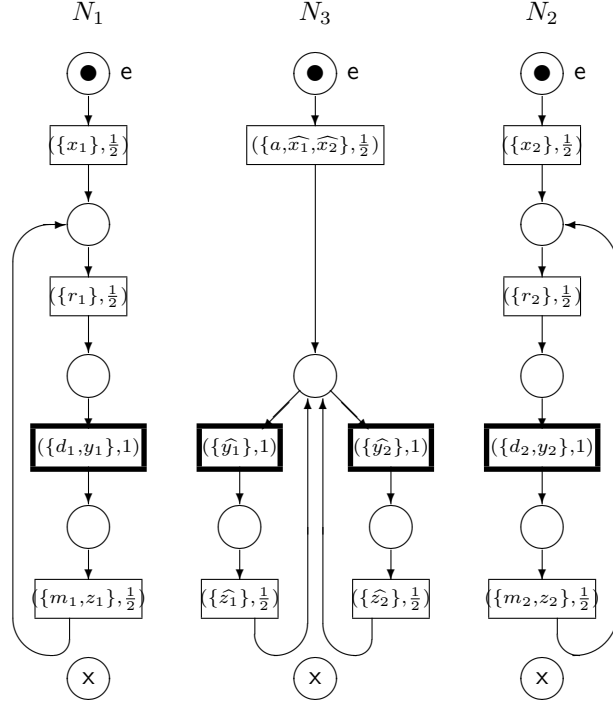 N₁ N₃ N₂
e e e
({x₁},½) ({a,x̂₁,x̂₂},½) ({x₂},½)
({r₁},½) ({r₂},½)
({d₁,y₁},1) ({ŷ₁},1) ({ŷ₂},1) ({d₂,y₂},1)
({m₁,z₁},½) ({ẑ₁},½) ({ẑ₂},½) ({m₂,z₂},½)
x x